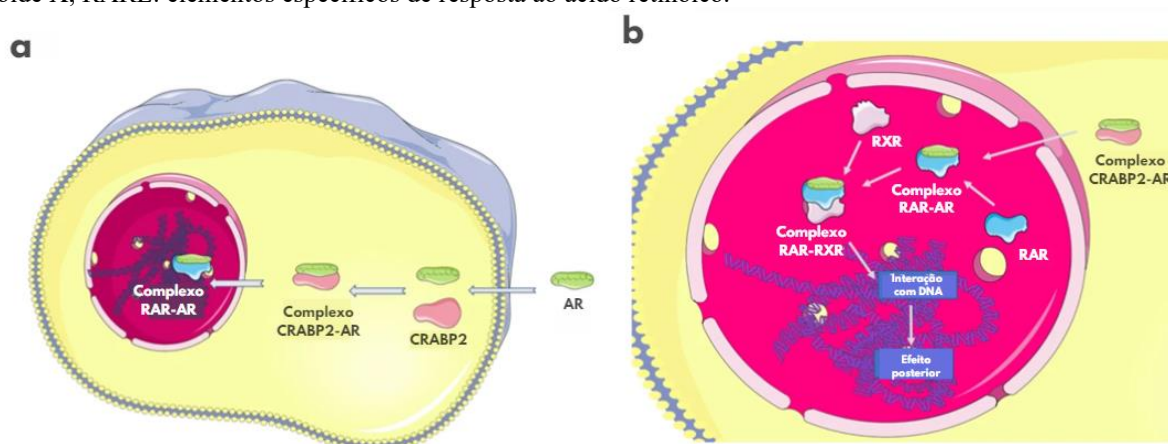 A, RARE: elementos específicos de resposta ao ácido retinóico.
a
b
RXR
Complexo
RAR-AR
Complexo
CRABP2-AR
Complexo
RAR-RXR
RAR
Interação
com DNA
Efeito
posterior
Complexo
RAR-AR
Complexo
CRABP2-AR
CRABP2
AR